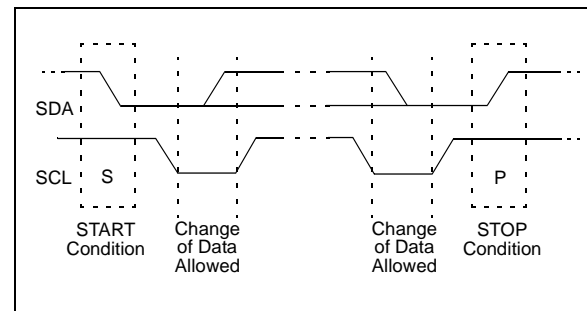 SDA
SCL
S
P
START
Condition
Change
of Data
Allowed
Change
of Data
Allowed
STOP
Condition